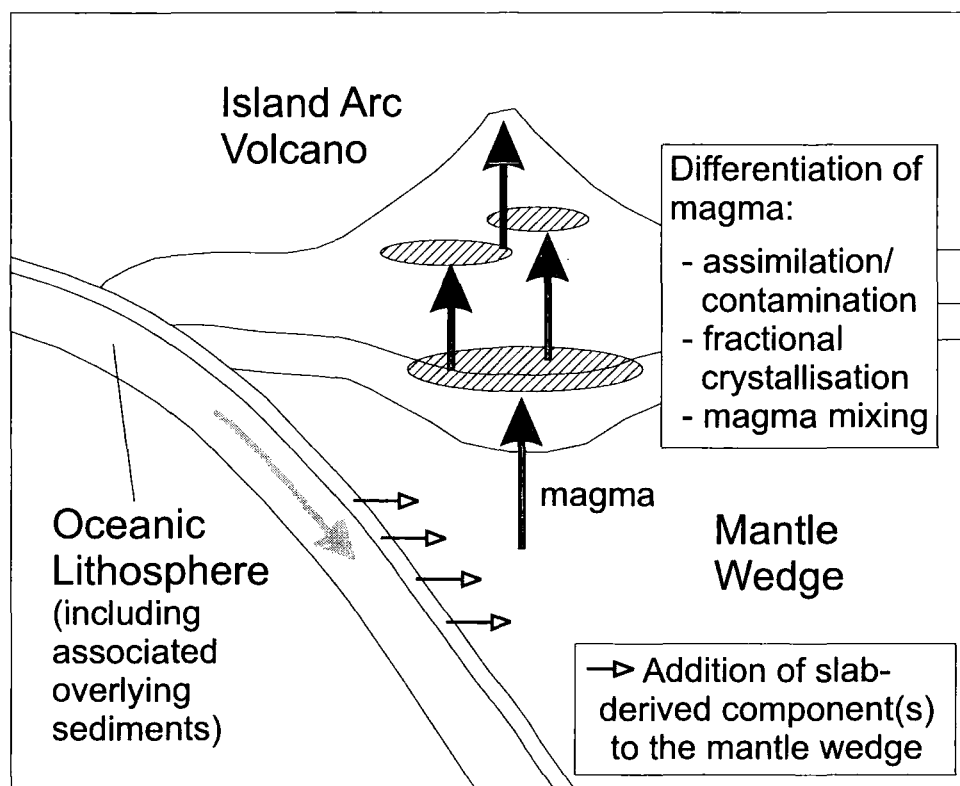 Island Arc
Volcano
Differentiation of
magma:
- assimilation/
contamination
- fractional
crystallisation
- magma mixing
magma
Oceanic
Lithosphere
(including
associated
overlying
sediments)
Mantle
Wedge
Addition of slab-
derived component(s)
to the mantle wedge